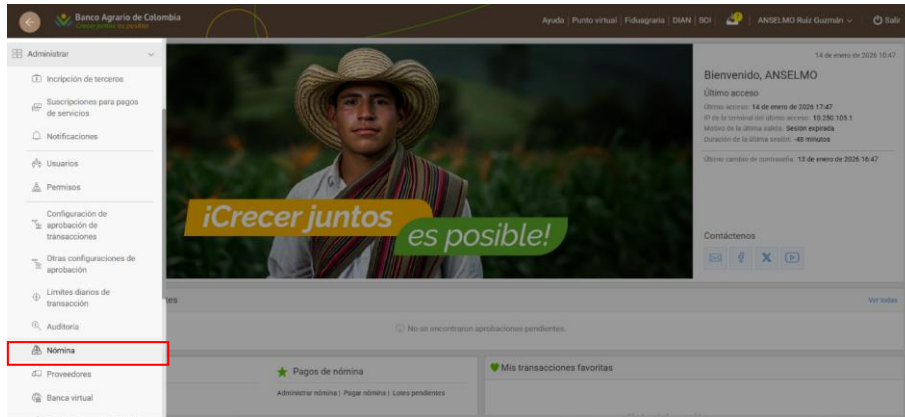 Banco Agrario de Colombia
Crecer juntos es posible
Ayuda | Punto virtual | Fiduagraria | DIAN | SOI
ANSELMO Ruiz Guzmán
Salir
Administrar
Incripción de terceros
Suscripciones para pagos
de servicios
Notificaciones
Usuarios
Permisos
Configuración de
aprobación de
transacciones
Otras configuraciones de
aprobación
Límites diarios de
transacción
Auditoría
Nómina
Proveedores
Banca virtual
¡Crecer juntos
es posible!
14 de enero de 2026 10:47
Bienvenido, ANSELMO
Último acceso
Último acceso: 14 de enero de 2026 17:47
IP de la terminal del último acceso: 10.250.105.1
Motivo de la última salida: Sesión expirada
Duración de la última sesión: -48 minutos
Último cambio de contraseña: 13 de enero de 2026 16:47
Contáctenos
tes
Ver todas
No se encontraron aprobaciones pendientes.
Pagos de nómina
Administrar nómina | Pagar nómina | Lotes pendientes
Mis transacciones favoritas